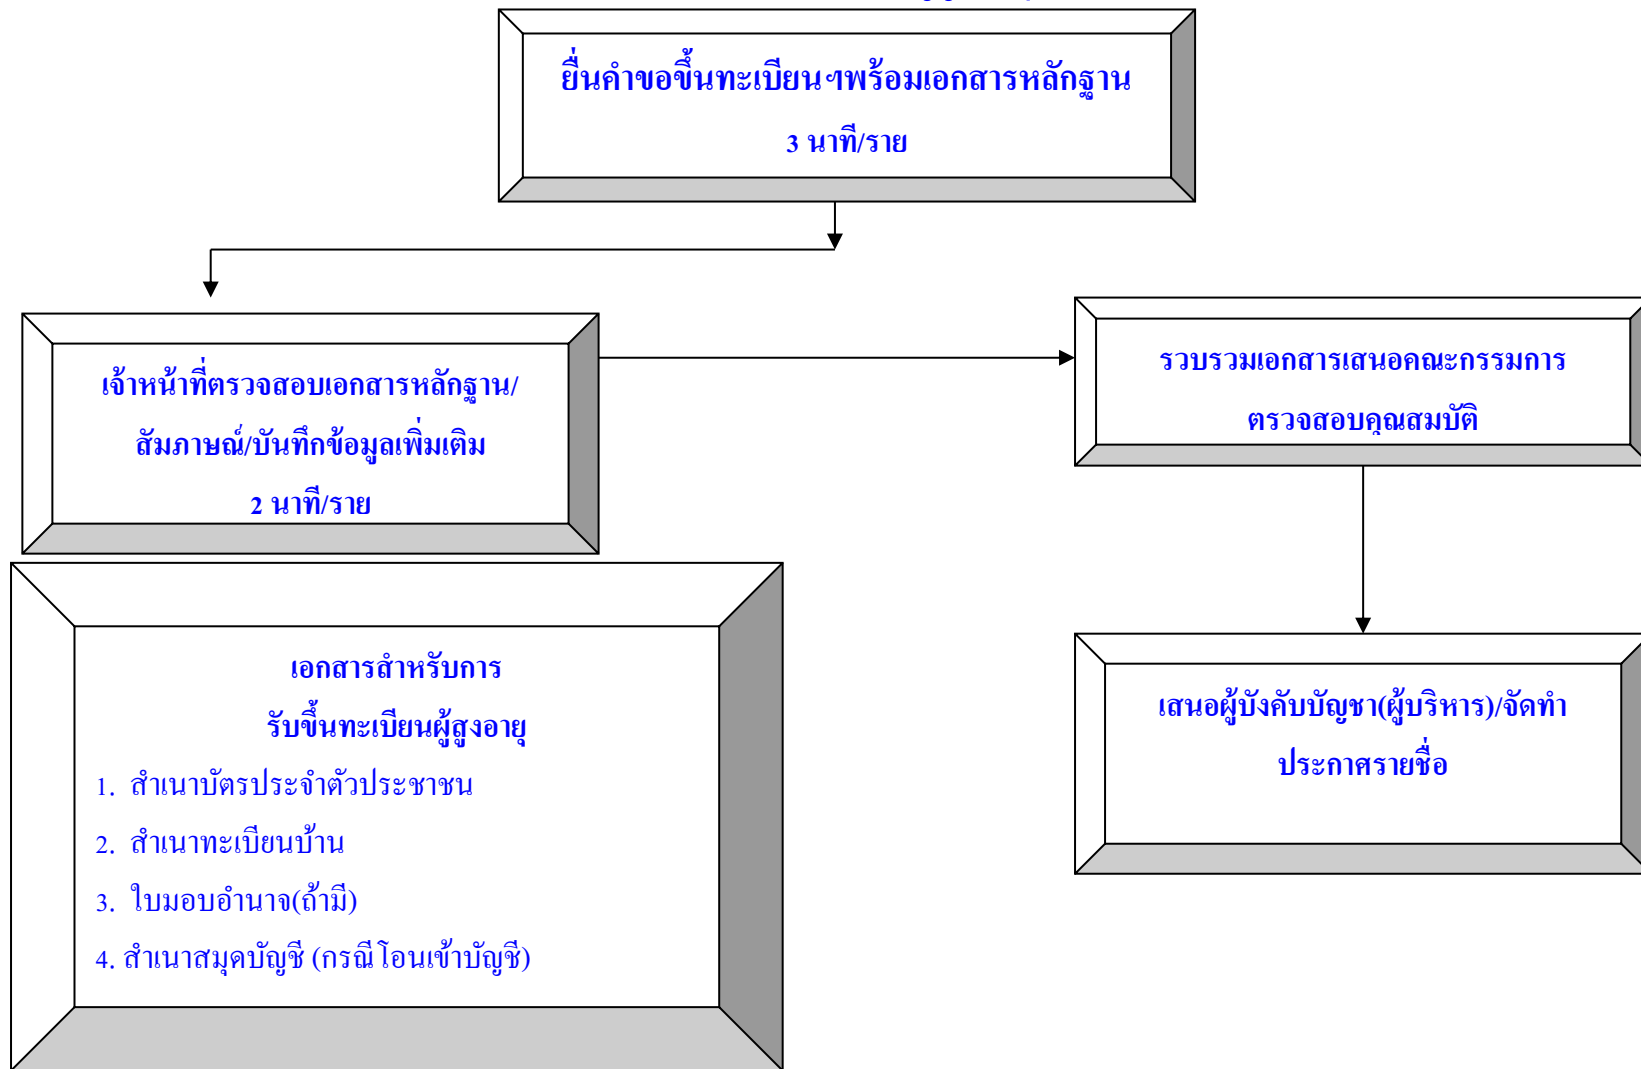 ยื่นคำขอขึ้นทะเบียนฯพร้อมเอกสารหลักฐาน
3 นาที/ราย
เจ้าหน้าที่ตรวจสอบเอกสารหลักฐาน/
สัมภาษณ์/บันทึกข้อมูลเพิ่มเติม
2 นาที/ราย
รวบรวมเอกสารเสนอคณะกรรมการ
ตรวจสอบคุณสมบัติ
เอกสารสำหรับการ
รับขึ้นทะเบียนผู้สูงอายุ
1. สำเนาบัตรประจำตัวประชาชน
2. สำเนาทะเบียนบ้าน
3. ใบมอบอำนาจ(ถ้ามี)
4. สำเนาสมุดบัญชี (กรณีโอนเข้าบัญชี)
เสนอผู้บังคับบัญชา(ผู้บริหาร)/จัดทำ
ประกาศรายชื่อ